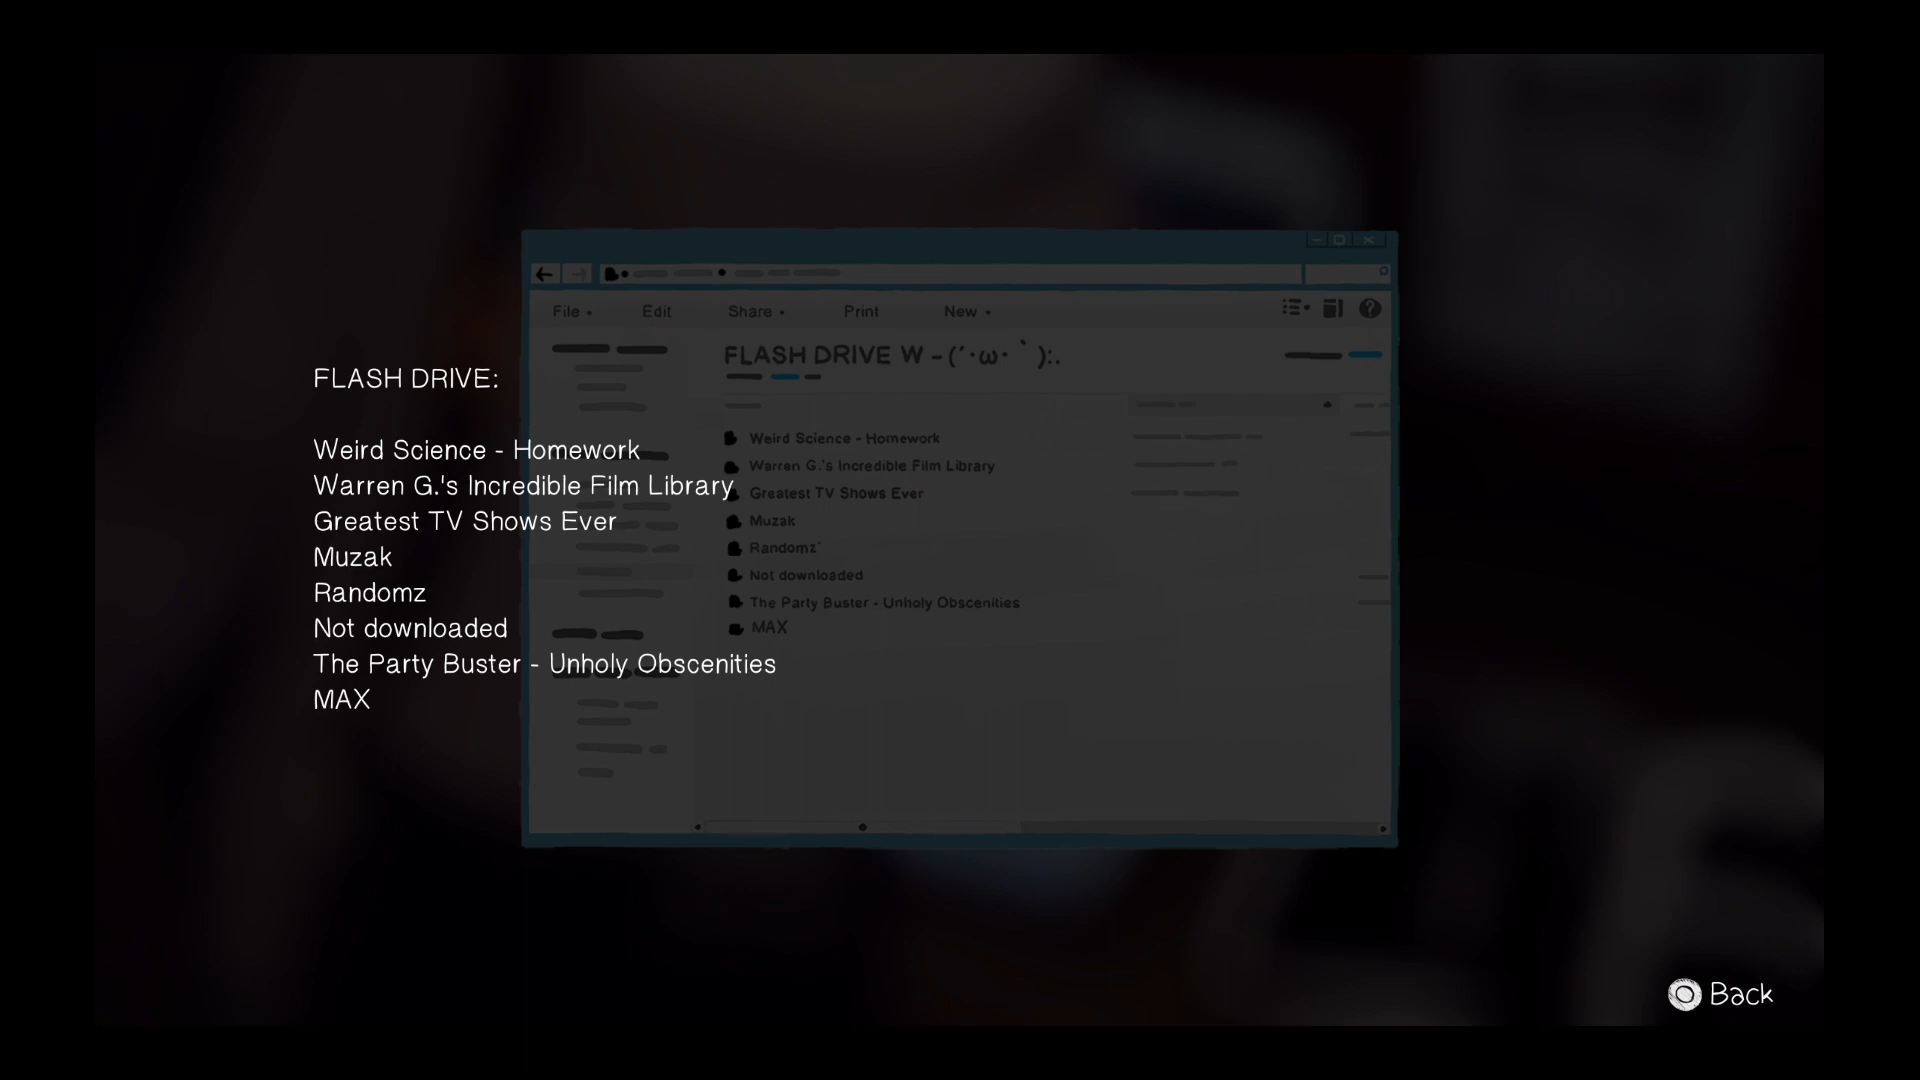 File
Edit
Share
Print
New
FLASH DRIVE W - (´・ω・｀):.
Weird Science - Homework
Warren G.'s Incredible Film Library
Greatest TV Shows Ever
Muzak
Randomz
Not downloaded
The Party Buster - Unholy Obscenities
MAX
FLASH DRIVE:
Weird Science - Homework
Warren G.'s Incredible Film Library
Greatest TV Shows Ever
Muzak
Randomz
Not downloaded
The Party Buster - Unholy Obscenities
MAX
Back